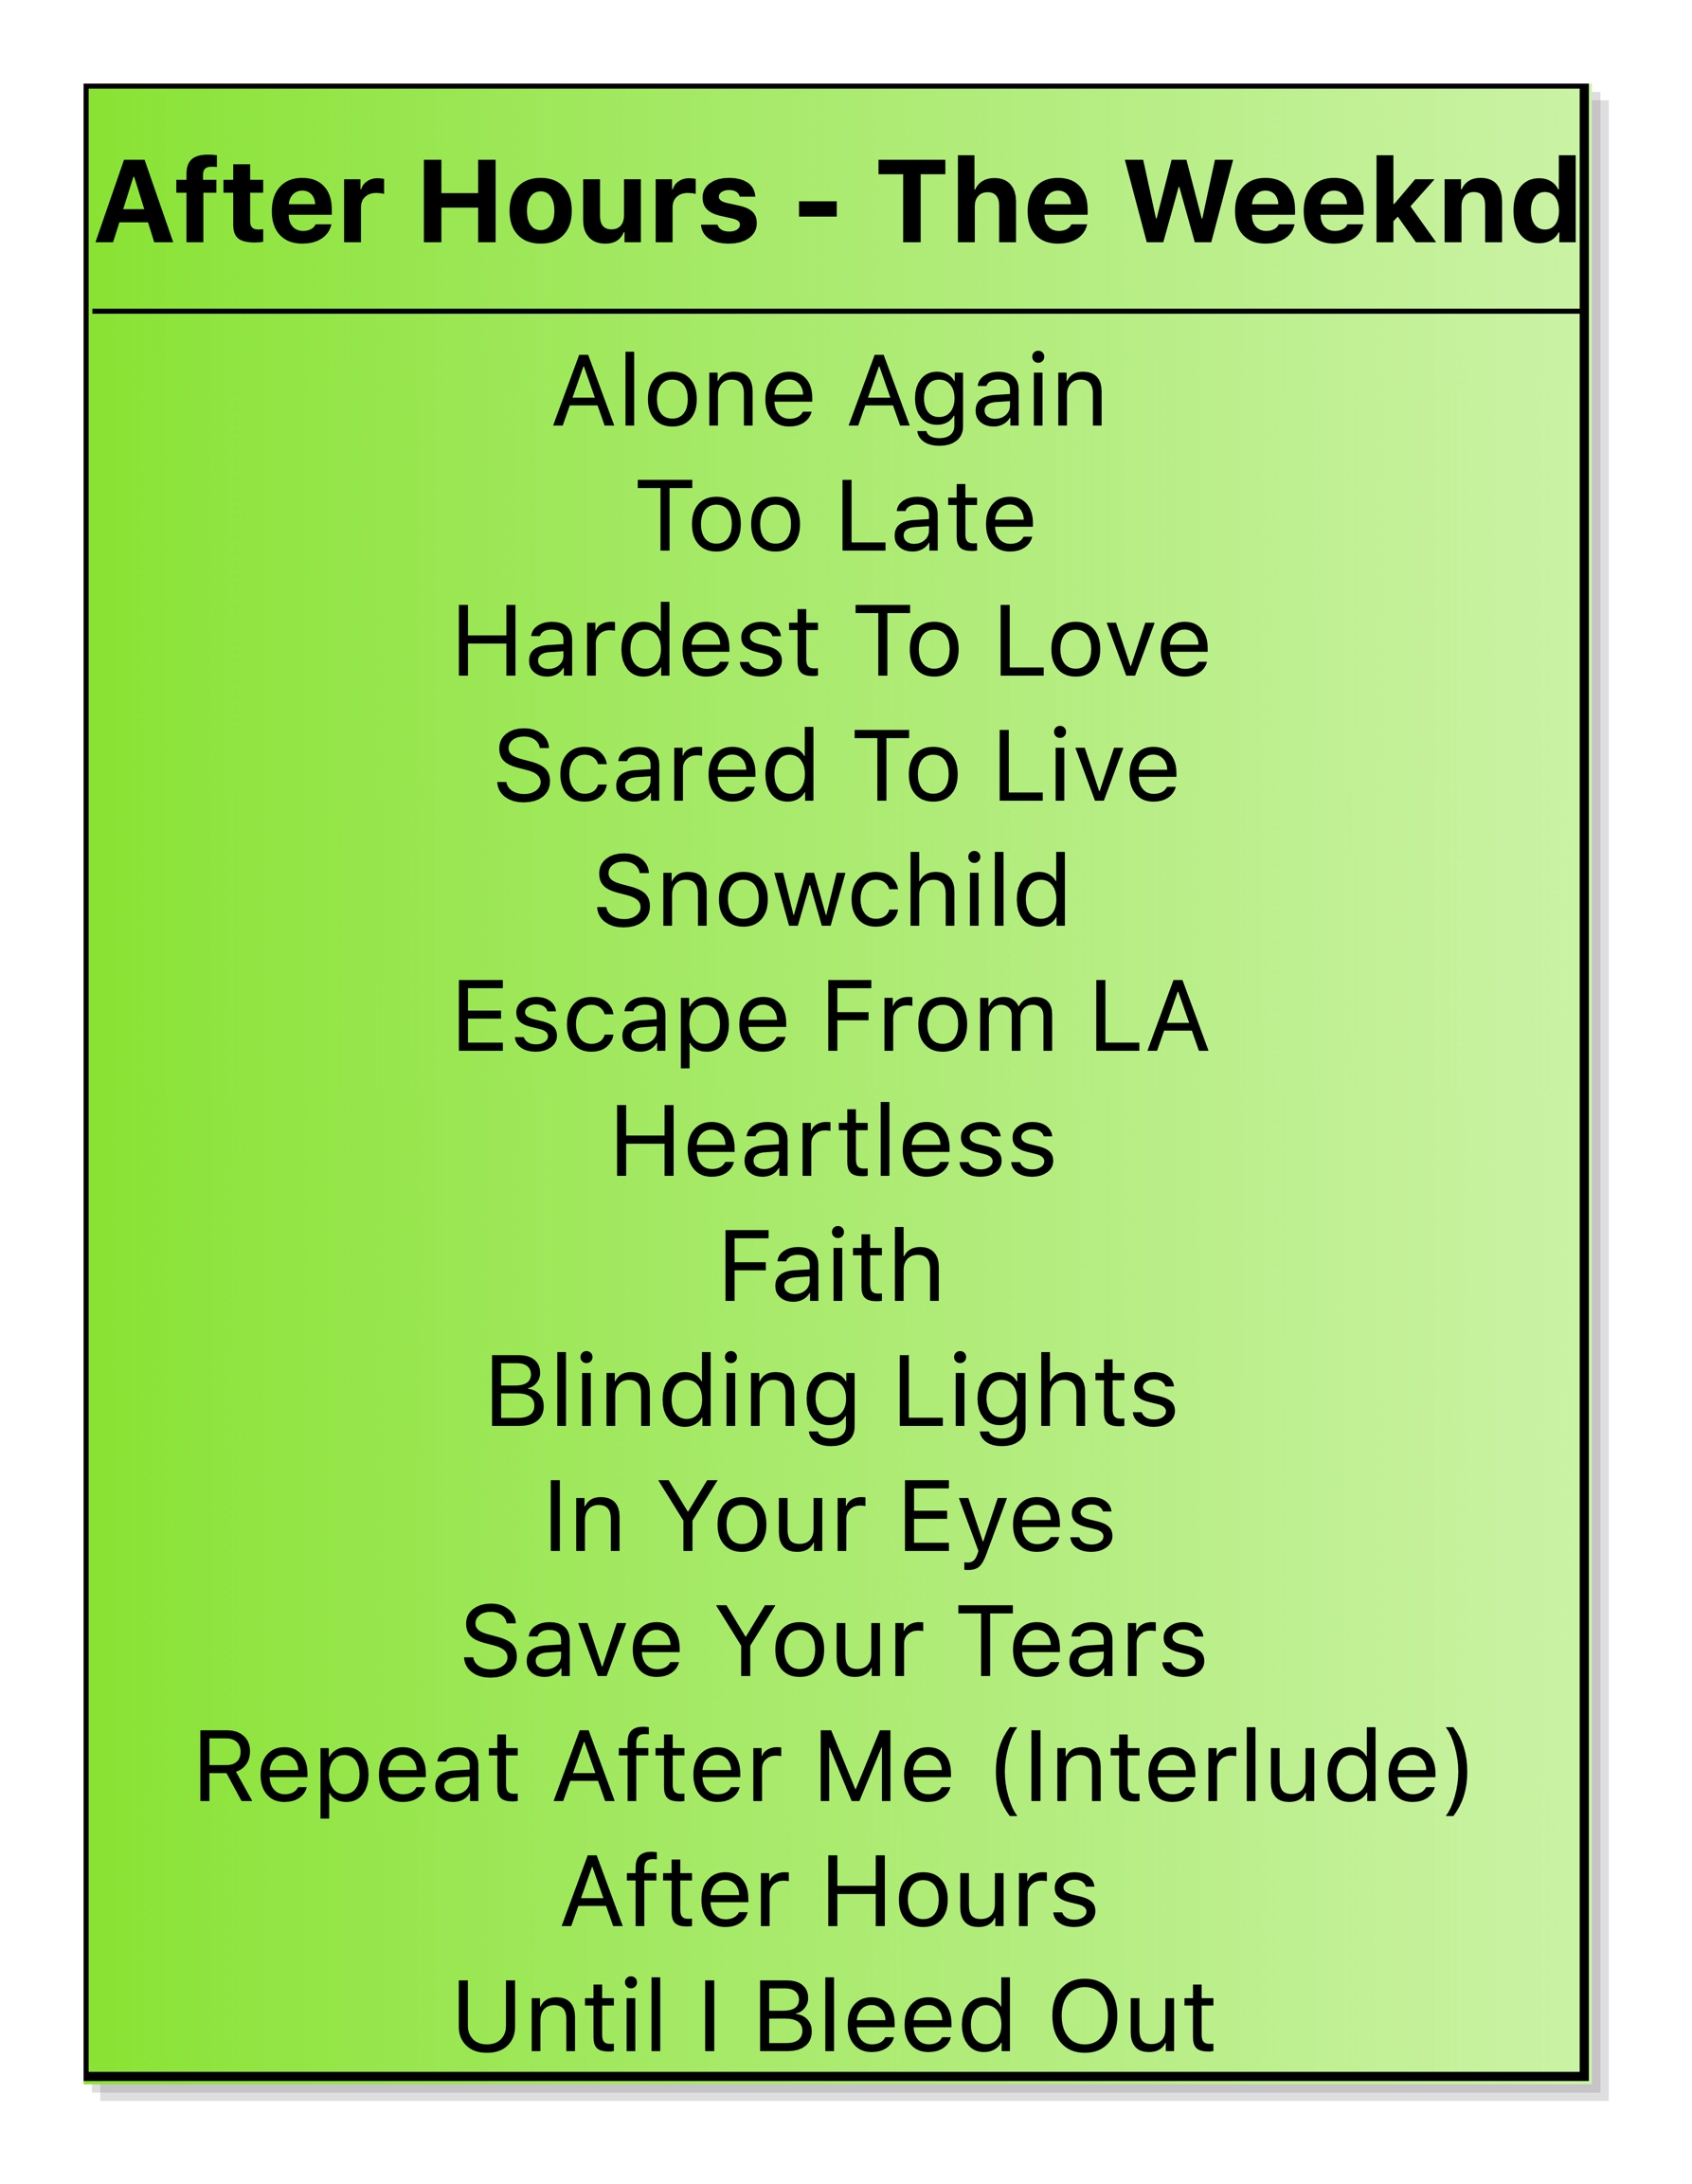 After Hours - The Weeknd
Alone Again
Too Late
Hardest To Love
Scared To Live
Snowchild
Escape From LA
Heartless
Faith
Blinding Lights
In Your Eyes
Save Your Tears
Repeat After Me (Interlude)
After Hours
Until I Bleed Out